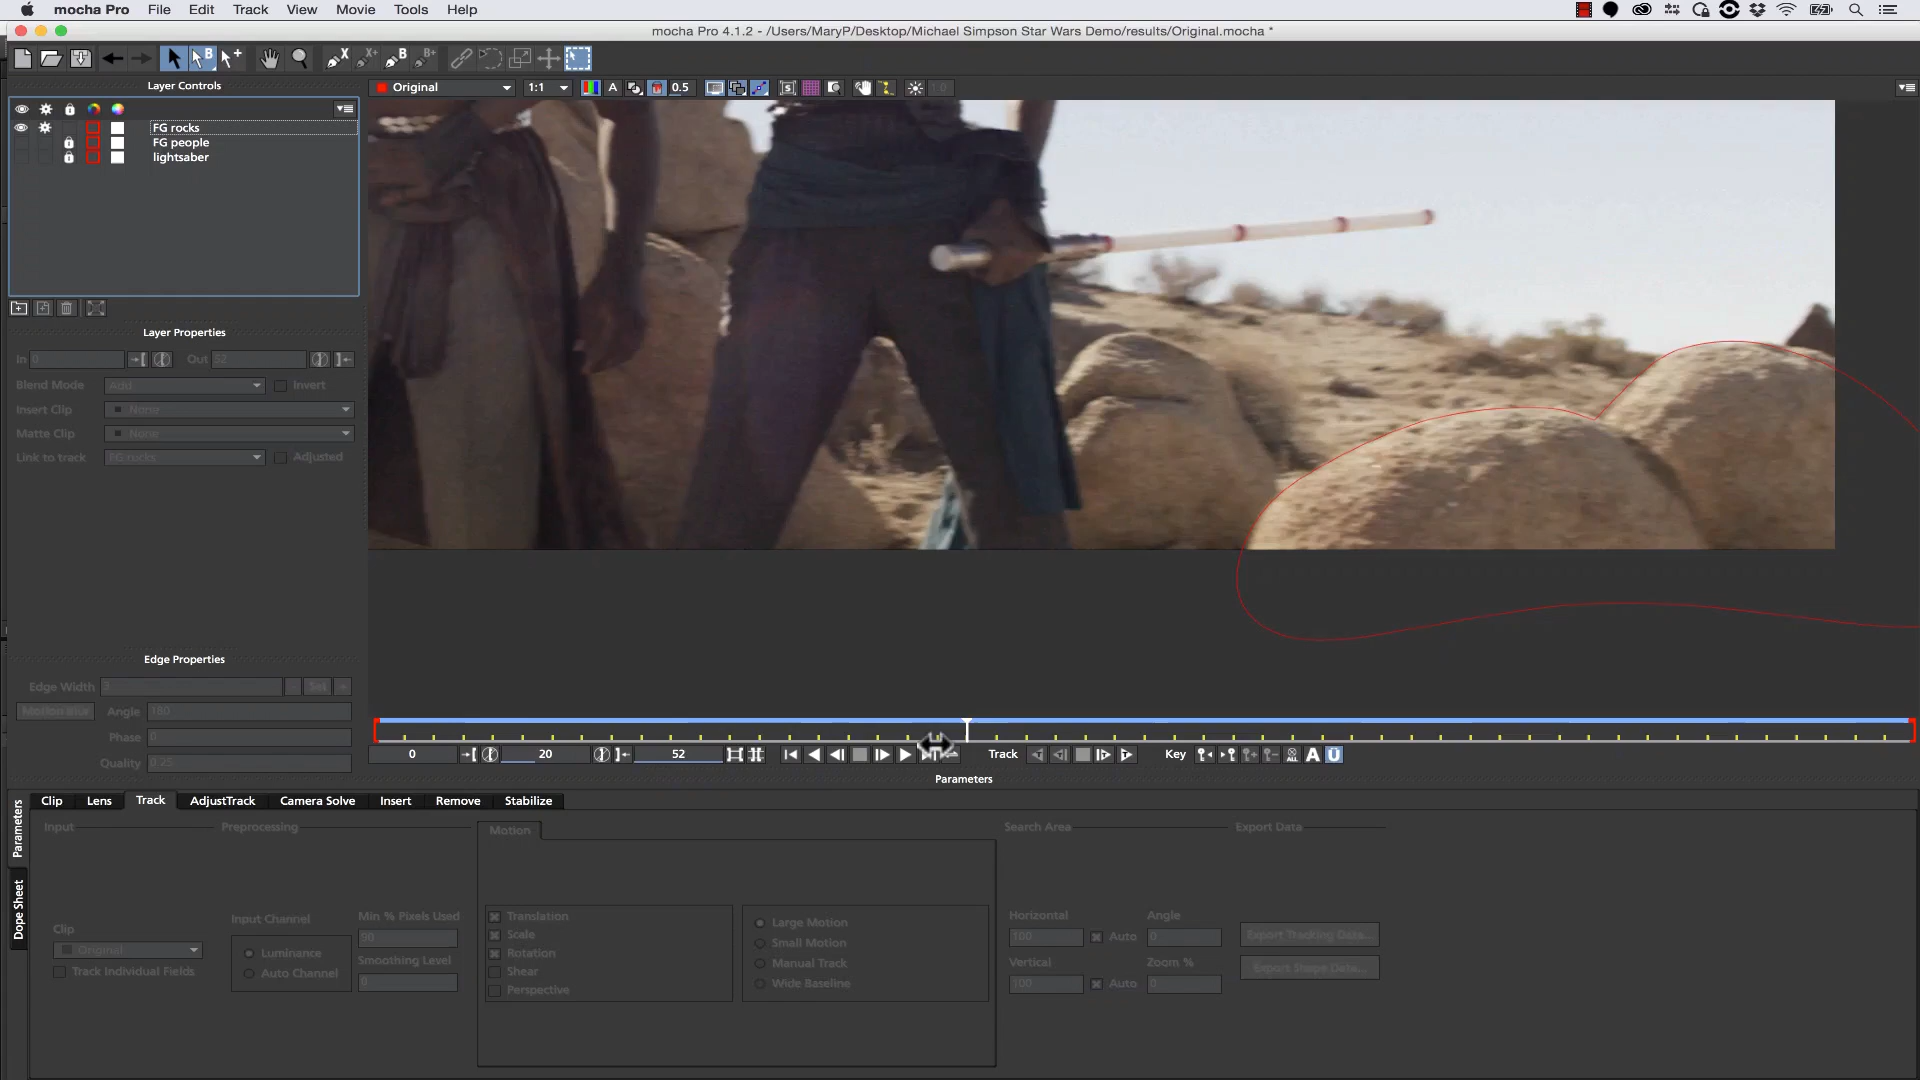 mocha Pro File Edit Track View Movie Tools Help
mocha Pro 4.1.2 - /Users/MaryP/Desktop/Michael Simpson Star Wars Demo/results/Original.mocha *
Layer Controls
Original 1:1 A 0.5 1.0
FG rocks
FG people
lightsaber
Layer Properties
In 0 Out 52
Blend Mode Add Invert
Insert Clip None
Matte Clip None
Link to track FG rocks Adjusted
Edge Properties
Edge Width 3 - Set +
Motion Blur Angle 180
Phase 0
Quality 0.25
0 20 52 Track Key ALL A Ü
Parameters
Clip Lens Track AdjustTrack Camera Solve Insert Remove Stabilize
Parameters
Dope Sheet
Input Preprocessing Motion Search Area Export Data
Clip
Original
Track Individual Fields
Input Channel
Luminance
Auto Channel
Min % Pixels Used
90
Smoothing Level
0
Translation
Scale
Rotation
Shear
Perspective
Large Motion
Small Motion
Manual Track
Wide Baseline
Horizontal Angle
100 Auto 0
Vertical Zoom %
100 Auto 0
Export Tracking Data...
Export Shape Data...